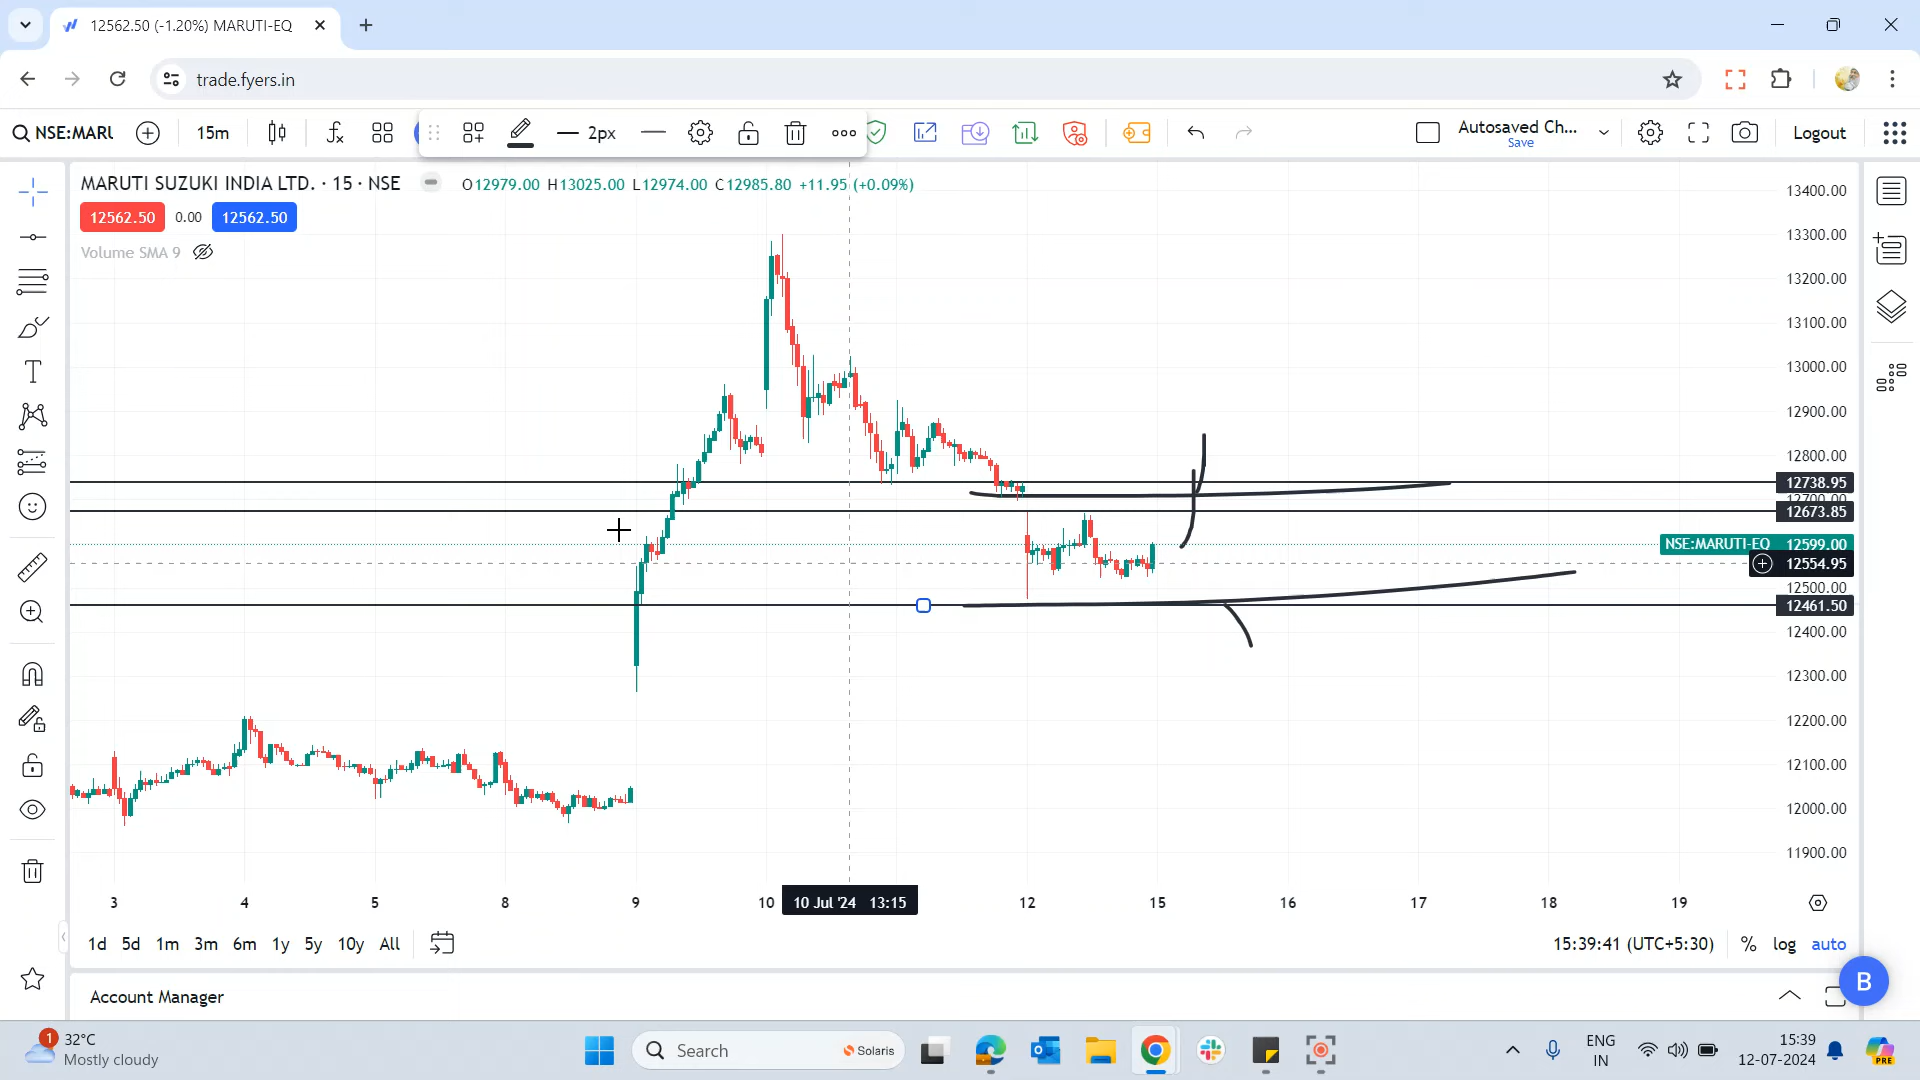 12562.50 (-1.20%) MARUTI-EQ
trade.fyers.in
NSE:MARU
15m
2px
Autosaved Ch...
Save
Logout
MARUTI SUZUKI INDIA LTD. · 15 · NSE
O12979.00 H13025.00 L12974.00 C12985.80 +11.95 (+0.09%)
12562.50
0.00
12562.50
Volume SMA 9
13400.00
13300.00
13200.00
13100.00
13000.00
12900.00
12800.00
12738.95
12700.00
12673.85
NSE:MARUTI-EQ 12599.00
12554.95
12500.00
12461.50
12400.00
12300.00
12200.00
12100.00
12000.00
11900.00
3 4 5 8 9 10 10 Jul '24 13:15 12 15 16 17 18 19
1d 5d 1m 3m 6m 1y 5y 10y All
15:39:41 (UTC+5:30) % log auto
B
Account Manager
1
32°C
Mostly cloudy
Search
Solaris
ENG
IN
15:39
12-07-2024
PRE